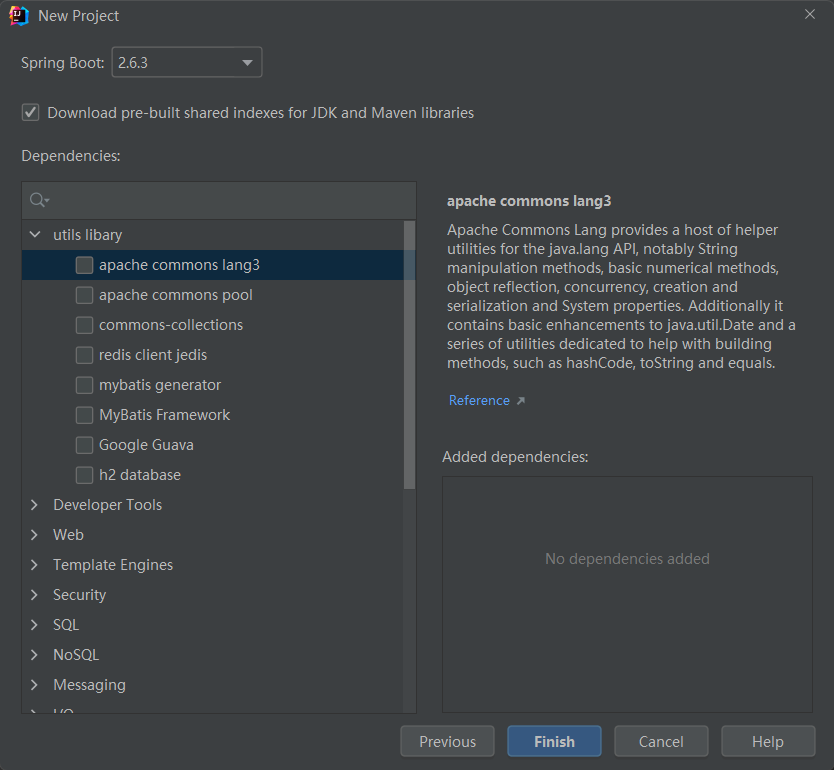 New Project
Spring Boot: 2.6.3
Download pre-built shared indexes for JDK and Maven libraries
Dependencies:
utils libary
apache commons lang3
apache commons pool
commons-collections
redis client jedis
mybatis generator
MyBatis Framework
Google Guava
h2 database
Developer Tools
Web
Template Engines
Security
SQL
NoSQL
Messaging
apache commons lang3
Apache Commons Lang provides a host of helper
utilities for the java.lang API, notably String
manipulation methods, basic numerical methods,
object reflection, concurrency, creation and
serialization and System properties. Additionally it
contains basic enhancements to java.util.Date and a
series of utilities dedicated to help with building
methods, such as hashCode, toString and equals.
Reference
Added dependencies:
No dependencies added
Previous
Finish
Cancel
Help